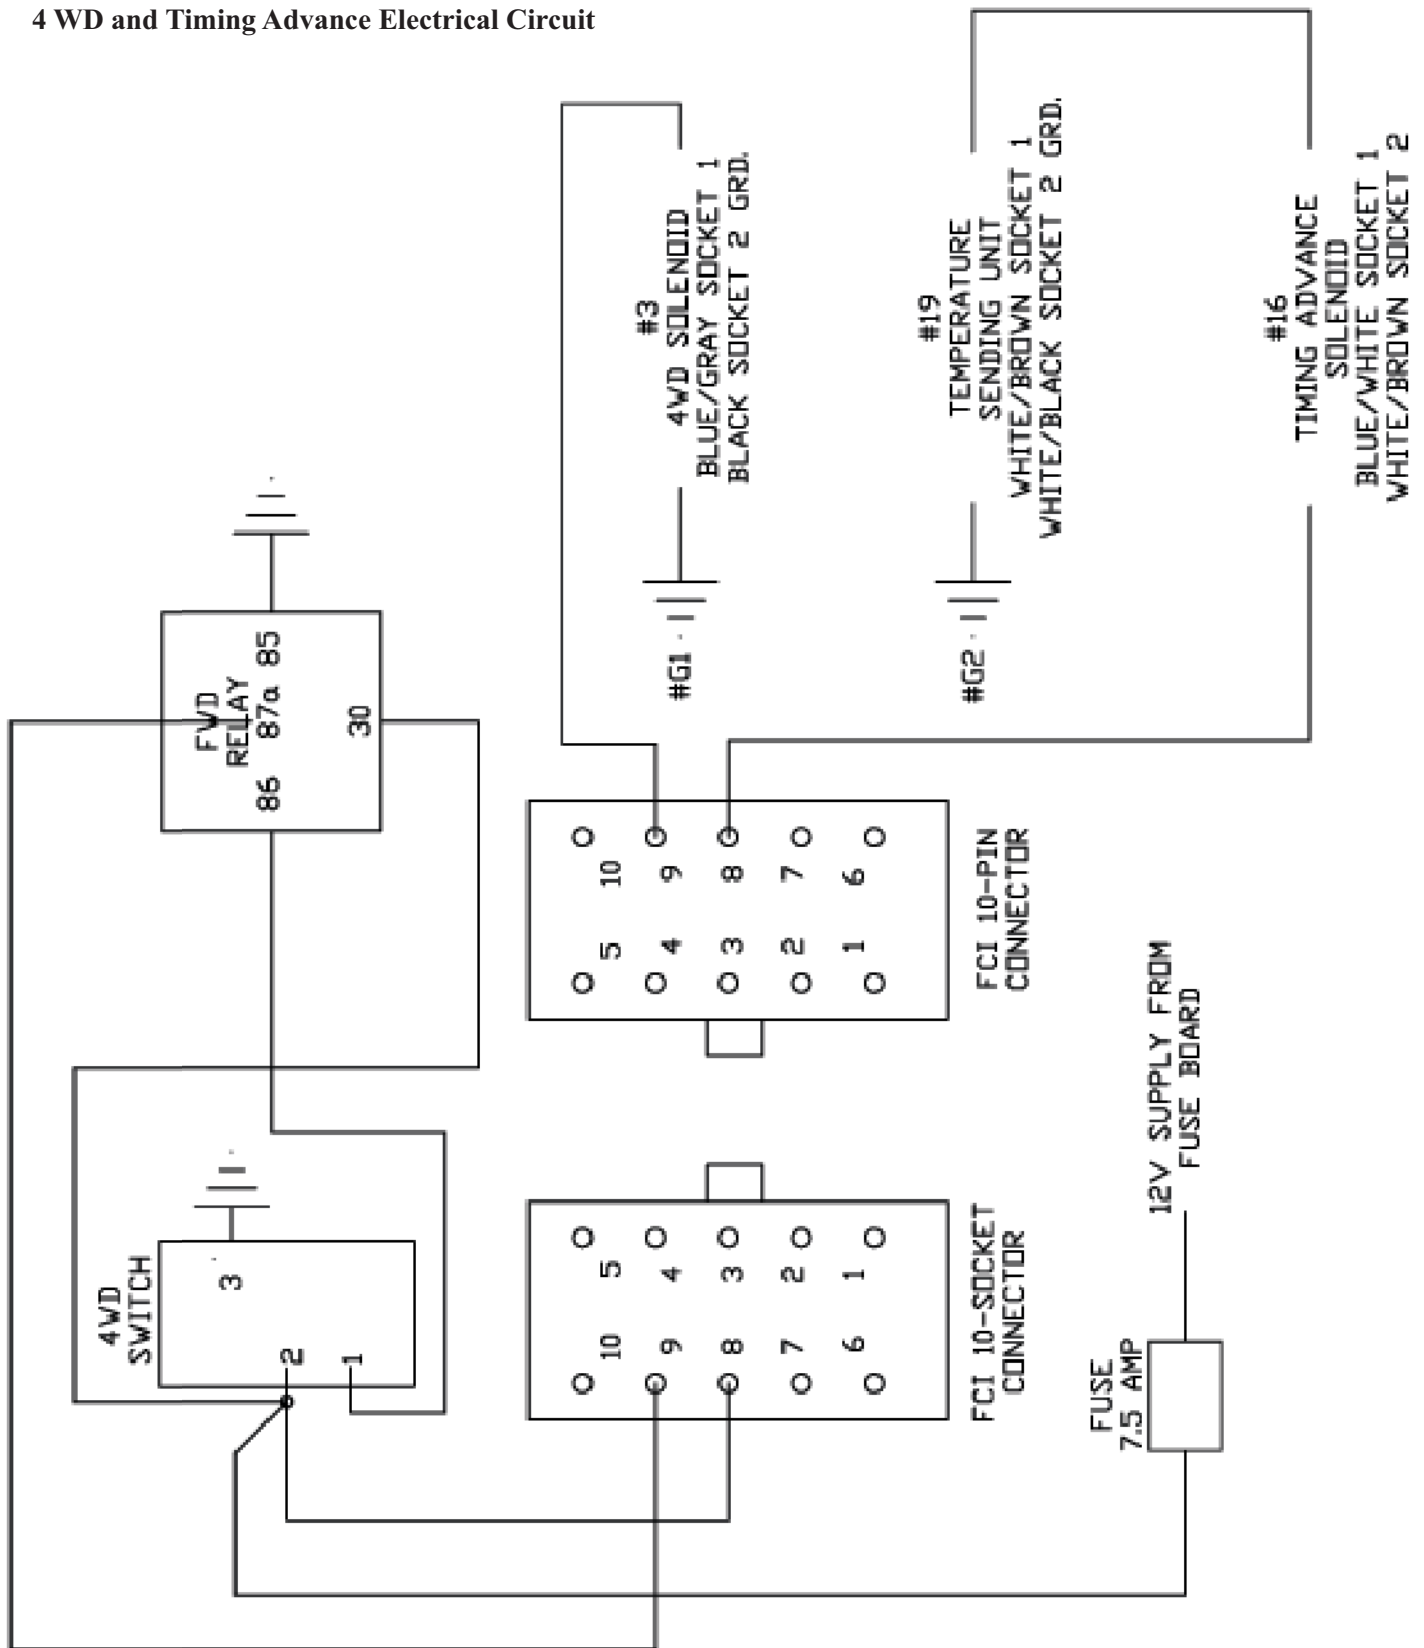 4 WD and Timing Advance Electrical Circuit
#3
4WD SOLENOID
BLUE/GRAY SOCKET 1
BLACK SOCKET 2 GRD.
#19
TEMPERATURE
SENDING UNIT
WHITE/BROWN SOCKET 1
WHITE/BLACK SOCKET 2 GRD.
#16
TIMING ADVANCE
SOLENOID
BLUE/WHITE SOCKET 1
WHITE/BROWN SOCKET 2
#G1
#G2
FWD
RELAY
86 87a 85
30
10 9 8 7 6
5 4 3 2 1
FCI 10-PIN
CONNECTOR
4WD
SWITCH
3
2
1
5 4 3 2 1
10 9 8 7 6
FCI 10-SOCKET
CONNECTOR
12V SUPPLY FROM
FUSE BOARD
FUSE
7.5 AMP